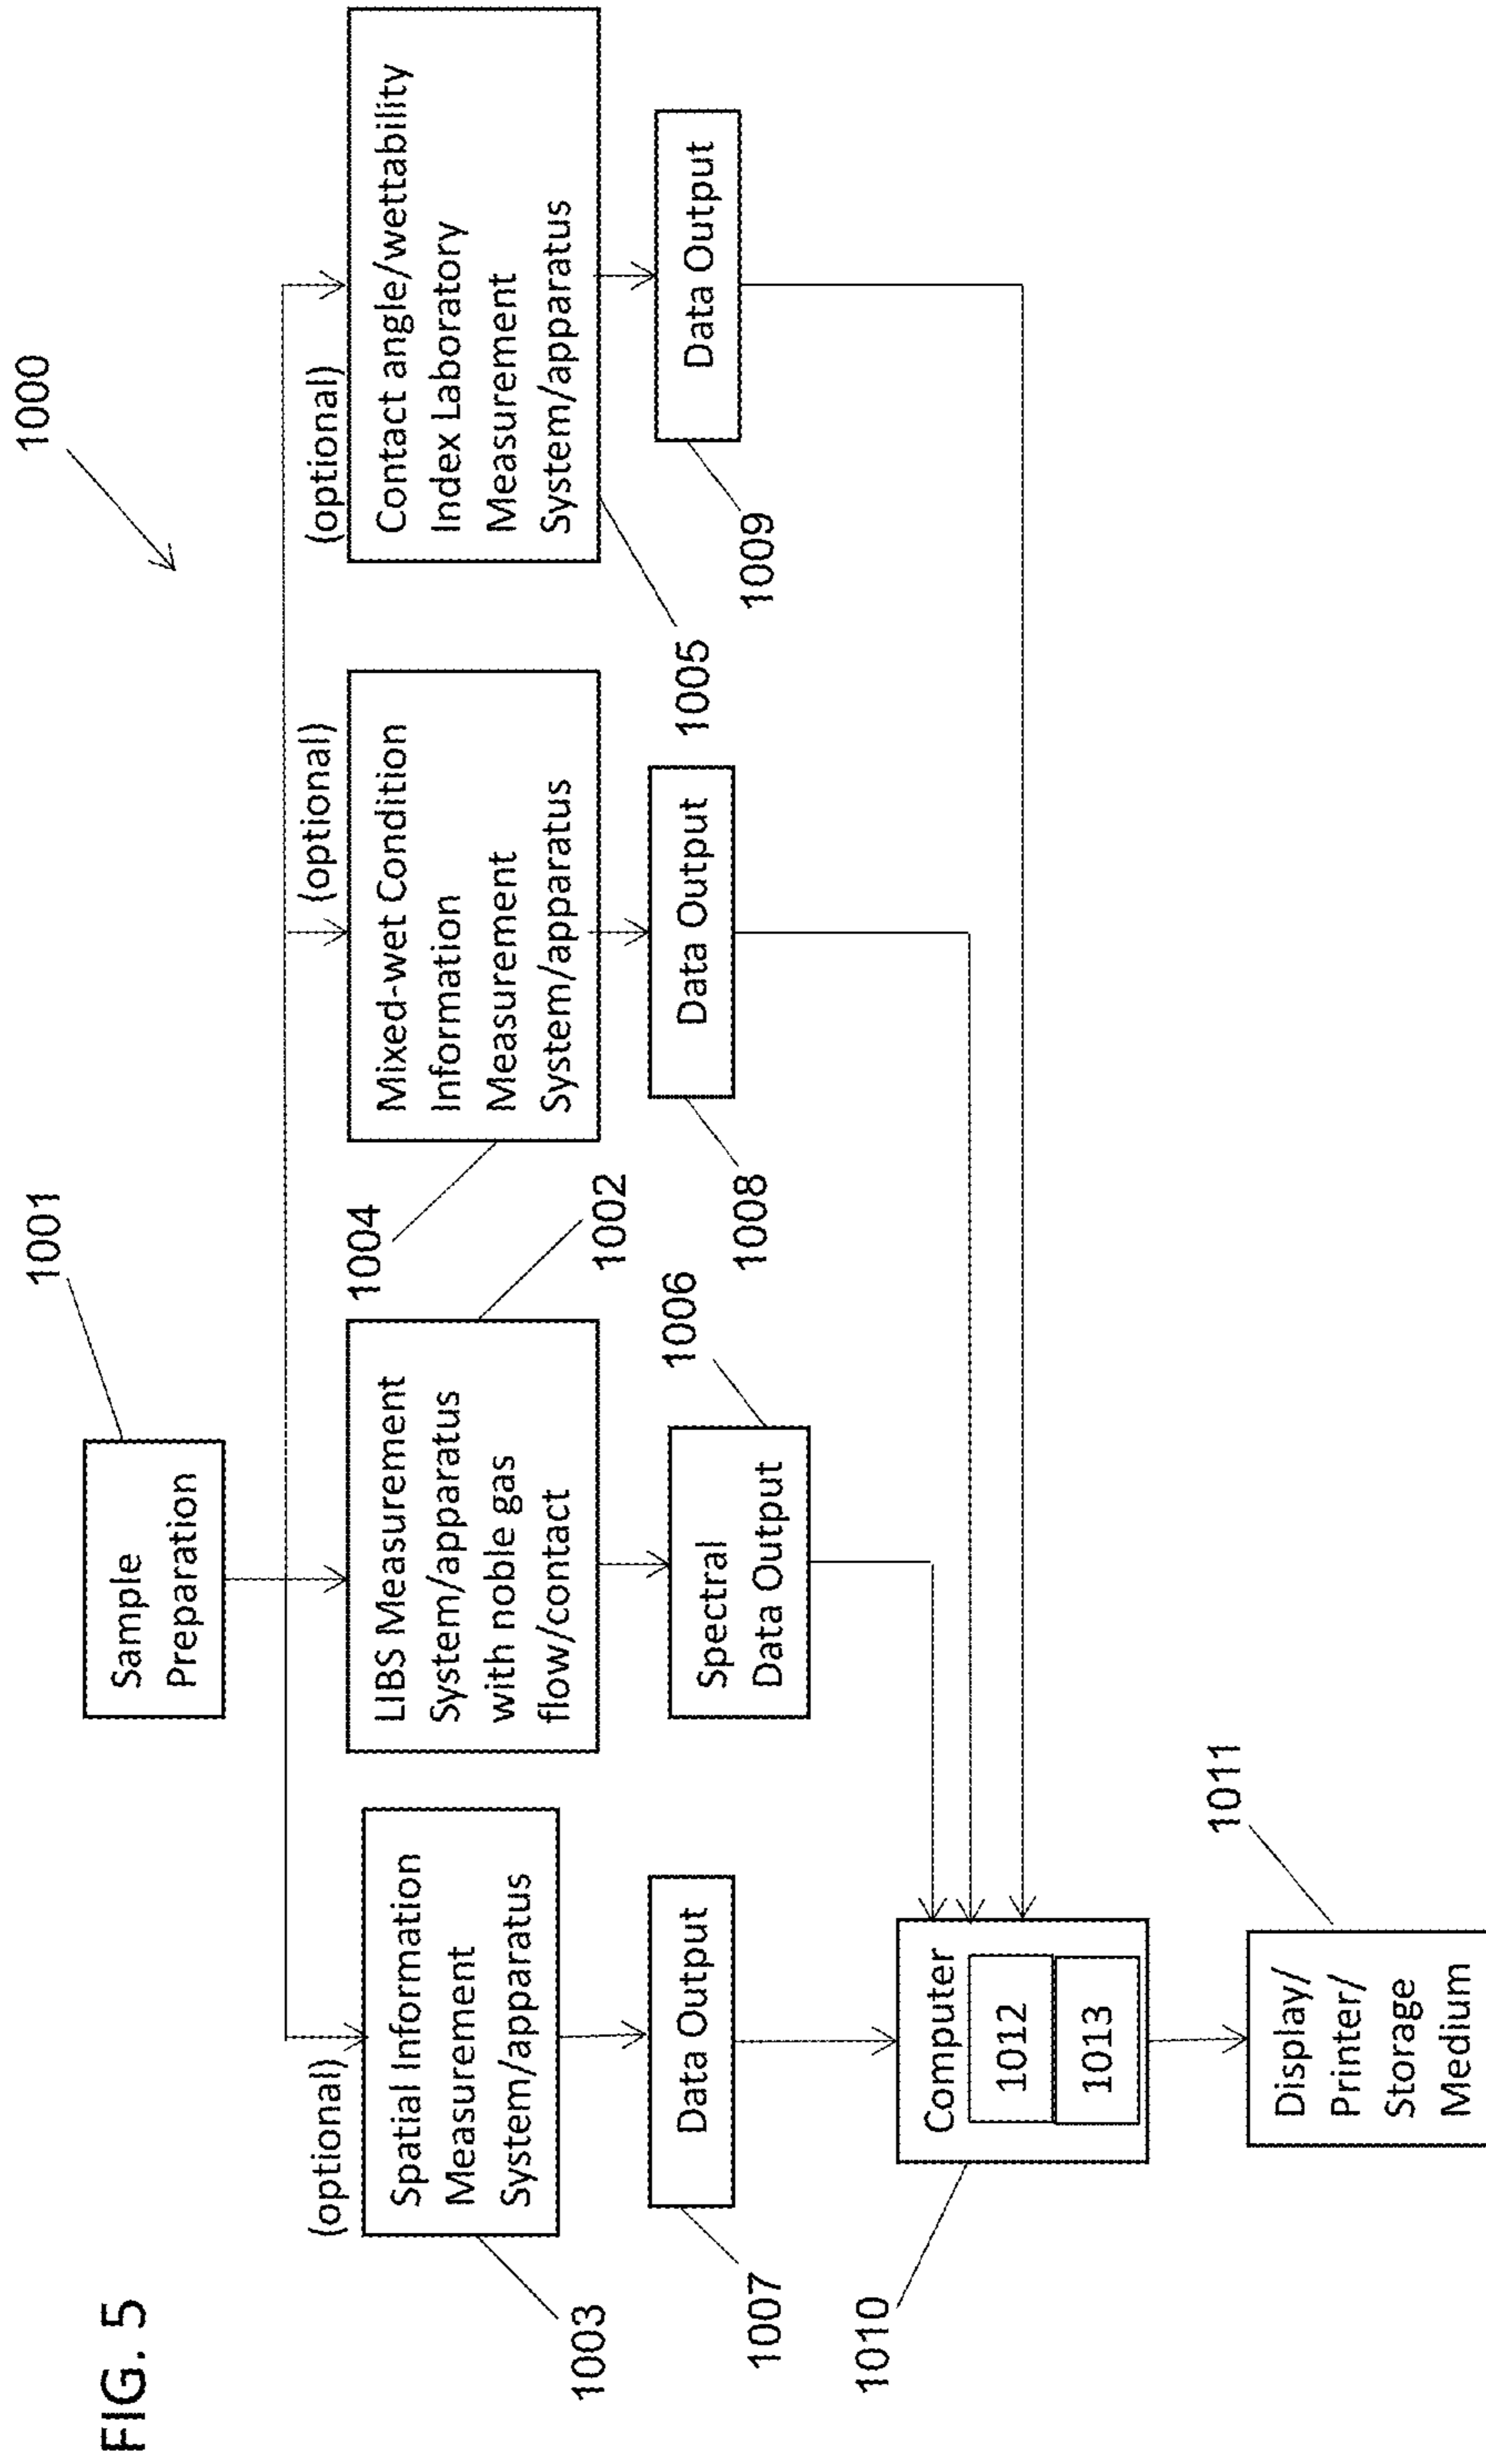 FIG. 5
1000
1001
Sample
Preparation
(optional)
(optional)
(optional)
Spatial Information
Measurement
System/apparatus
1003
LIBS Measurement
System/apparatus
with noble gas
flow/contact
1002
Mixed-wet Condition
Information
Measurement
System/apparatus
1004
Contact angle/wettability
Index Laboratory
Measurement
System/apparatus
1005
Data Output
1007
Spectral
Data Output
1006
Data Output
1008
Data Output
1009
Computer
1012
1013
1010
Display/
Printer/
Storage
Medium
1011